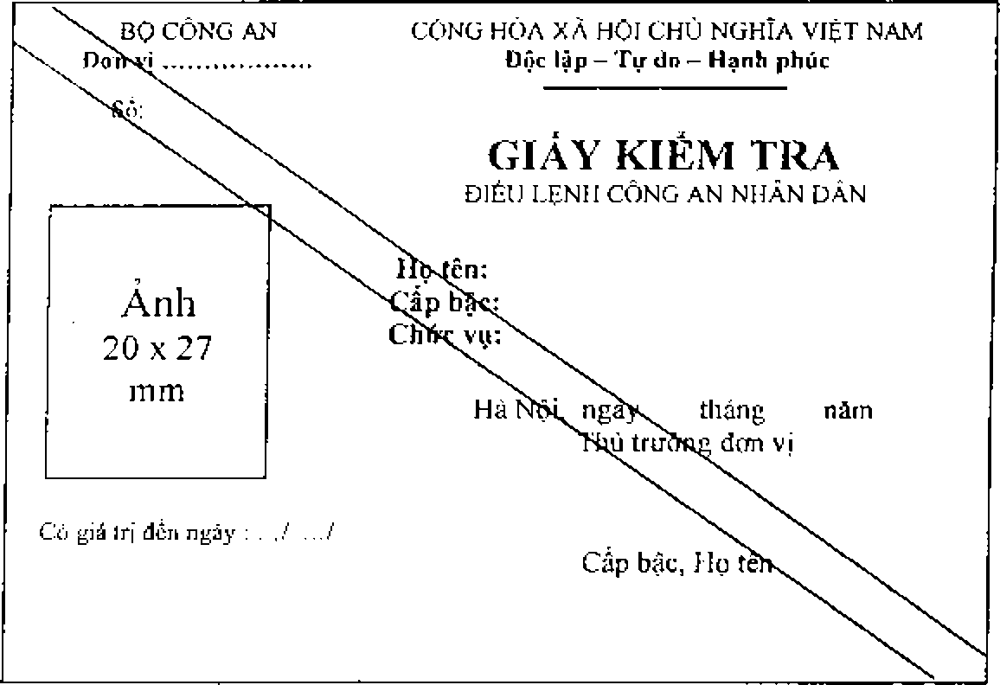 BỘ CÔNG AN
Đơn vị ..................
Số:
CỘNG HÒA XÃ HỘI CHỦ NGHĨA VIỆT NAM
Độc lập – Tự do – Hạnh phúc
GIẤY KIỂM TRA
ĐIỀU LỆNH CÔNG AN NHÂN DÂN
Ảnh
20 x 27
mm
Họ tên:
Cấp bậc:
Chức vụ:
Hà Nội, ngày tháng năm
Thủ trưởng đơn vị
Có giá trị đến ngày : .../ .../
Cấp bậc, Họ tên